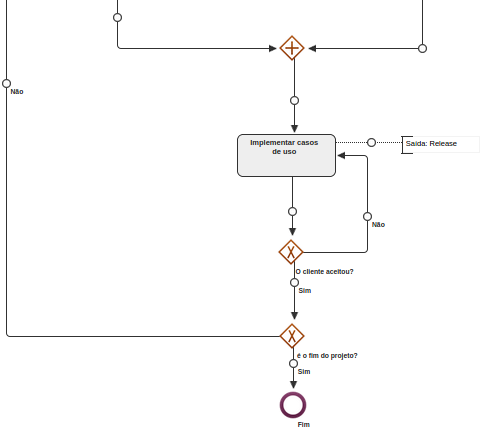 Não
Implementar casos
de uso
Saída: Release
Não
O cliente aceitou?
Sim
é o fim do projeto?
Sim
Fim